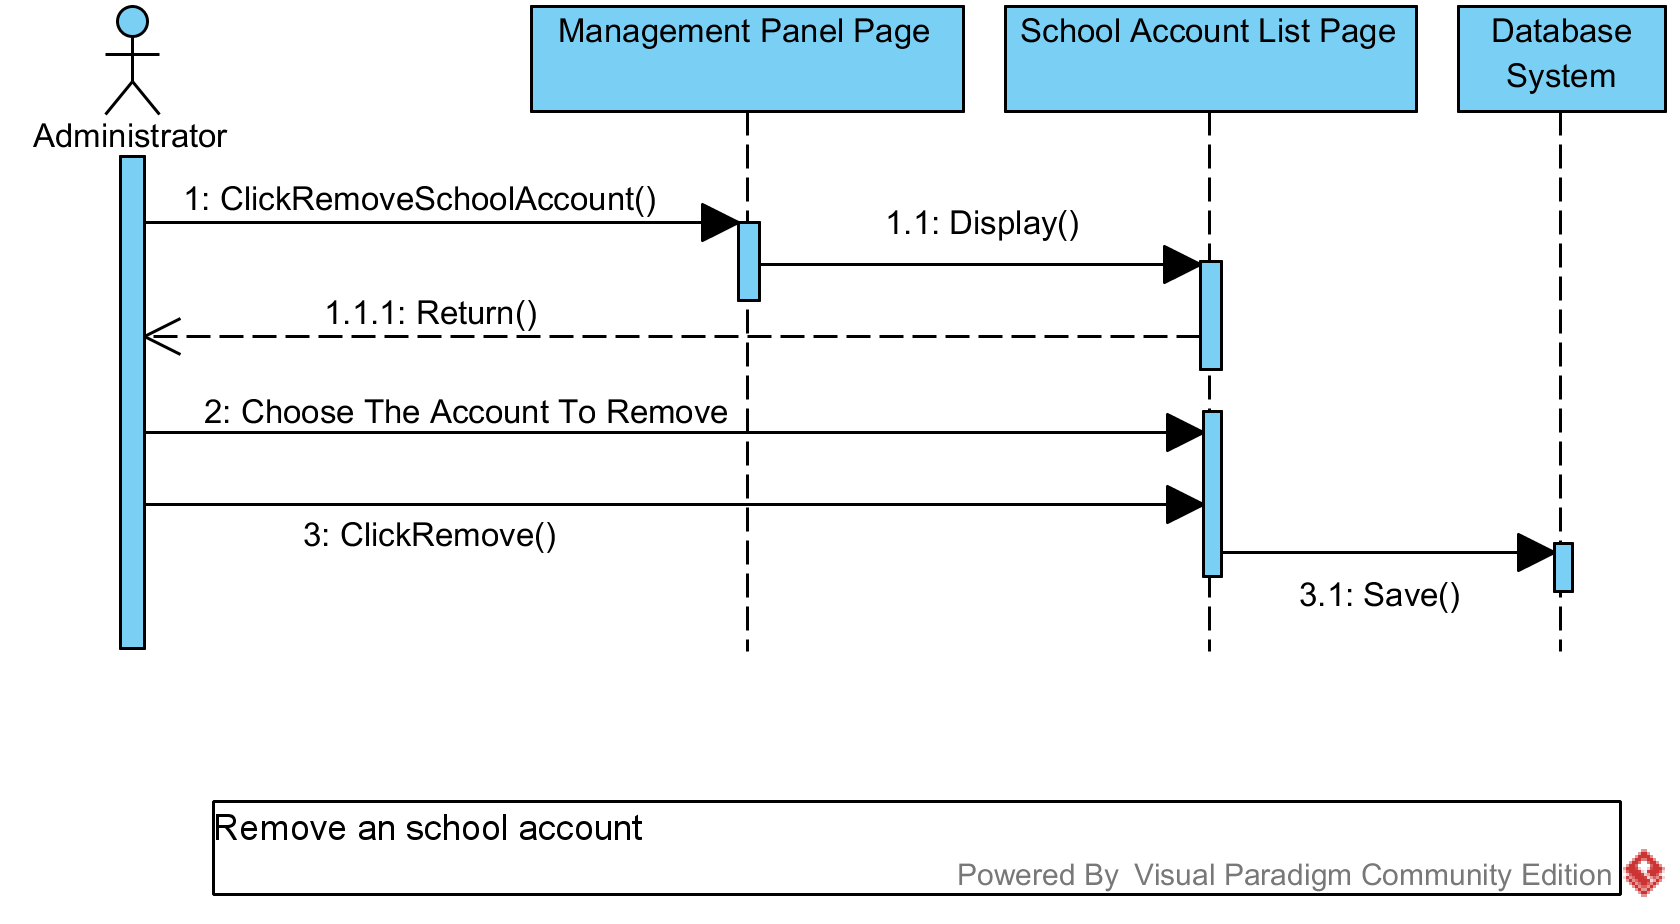 Management Panel Page
School Account List Page
Database
System
Administrator
1: ClickRemoveSchoolAccount()
1.1: Display()
1.1.1: Return()
2: Choose The Account To Remove
3: ClickRemove()
3.1: Save()
Remove an school account
Powered By Visual Paradigm Community Edition